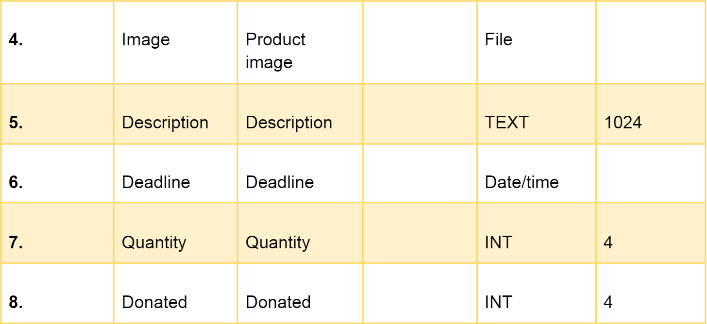 4. Image Product image File
5. Description Description TEXT 1024
6. Deadline Deadline Date/time
7. Quantity Quantity INT 4
8. Donated Donated INT 4